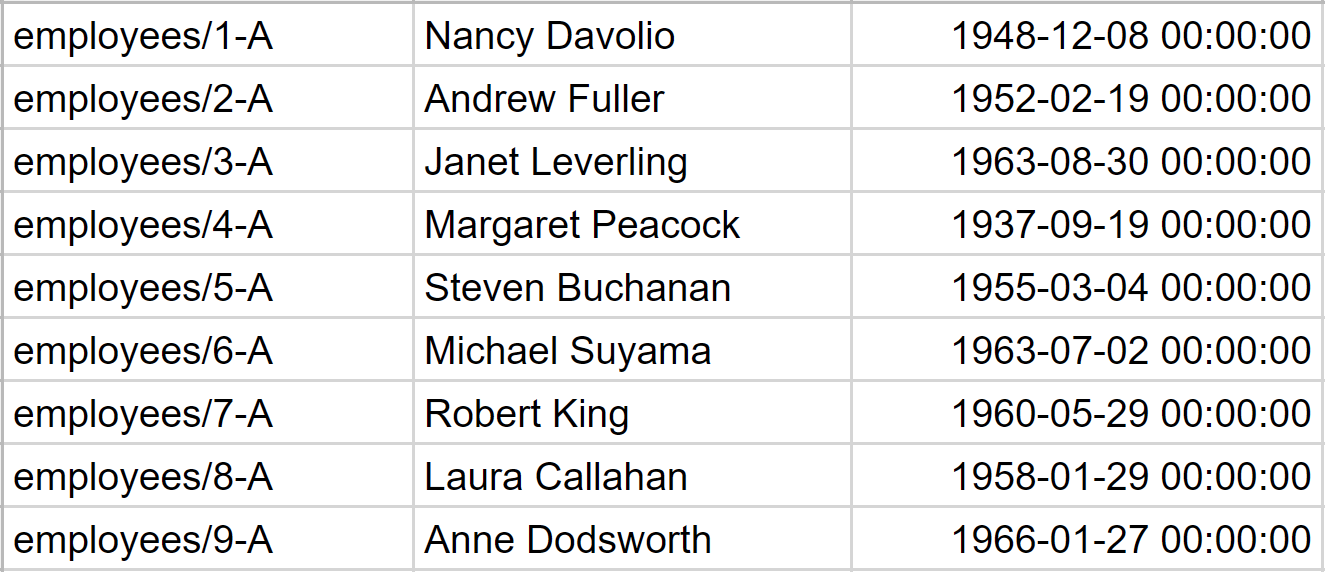 employees/1-A Nancy Davolio 1948-12-08 00:00:00
employees/2-A Andrew Fuller 1952-02-19 00:00:00
employees/3-A Janet Leverling 1963-08-30 00:00:00
employees/4-A Margaret Peacock 1937-09-19 00:00:00
employees/5-A Steven Buchanan 1955-03-04 00:00:00
employees/6-A Michael Suyama 1963-07-02 00:00:00
employees/7-A Robert King 1960-05-29 00:00:00
employees/8-A Laura Callahan 1958-01-29 00:00:00
employees/9-A Anne Dodsworth 1966-01-27 00:00:00